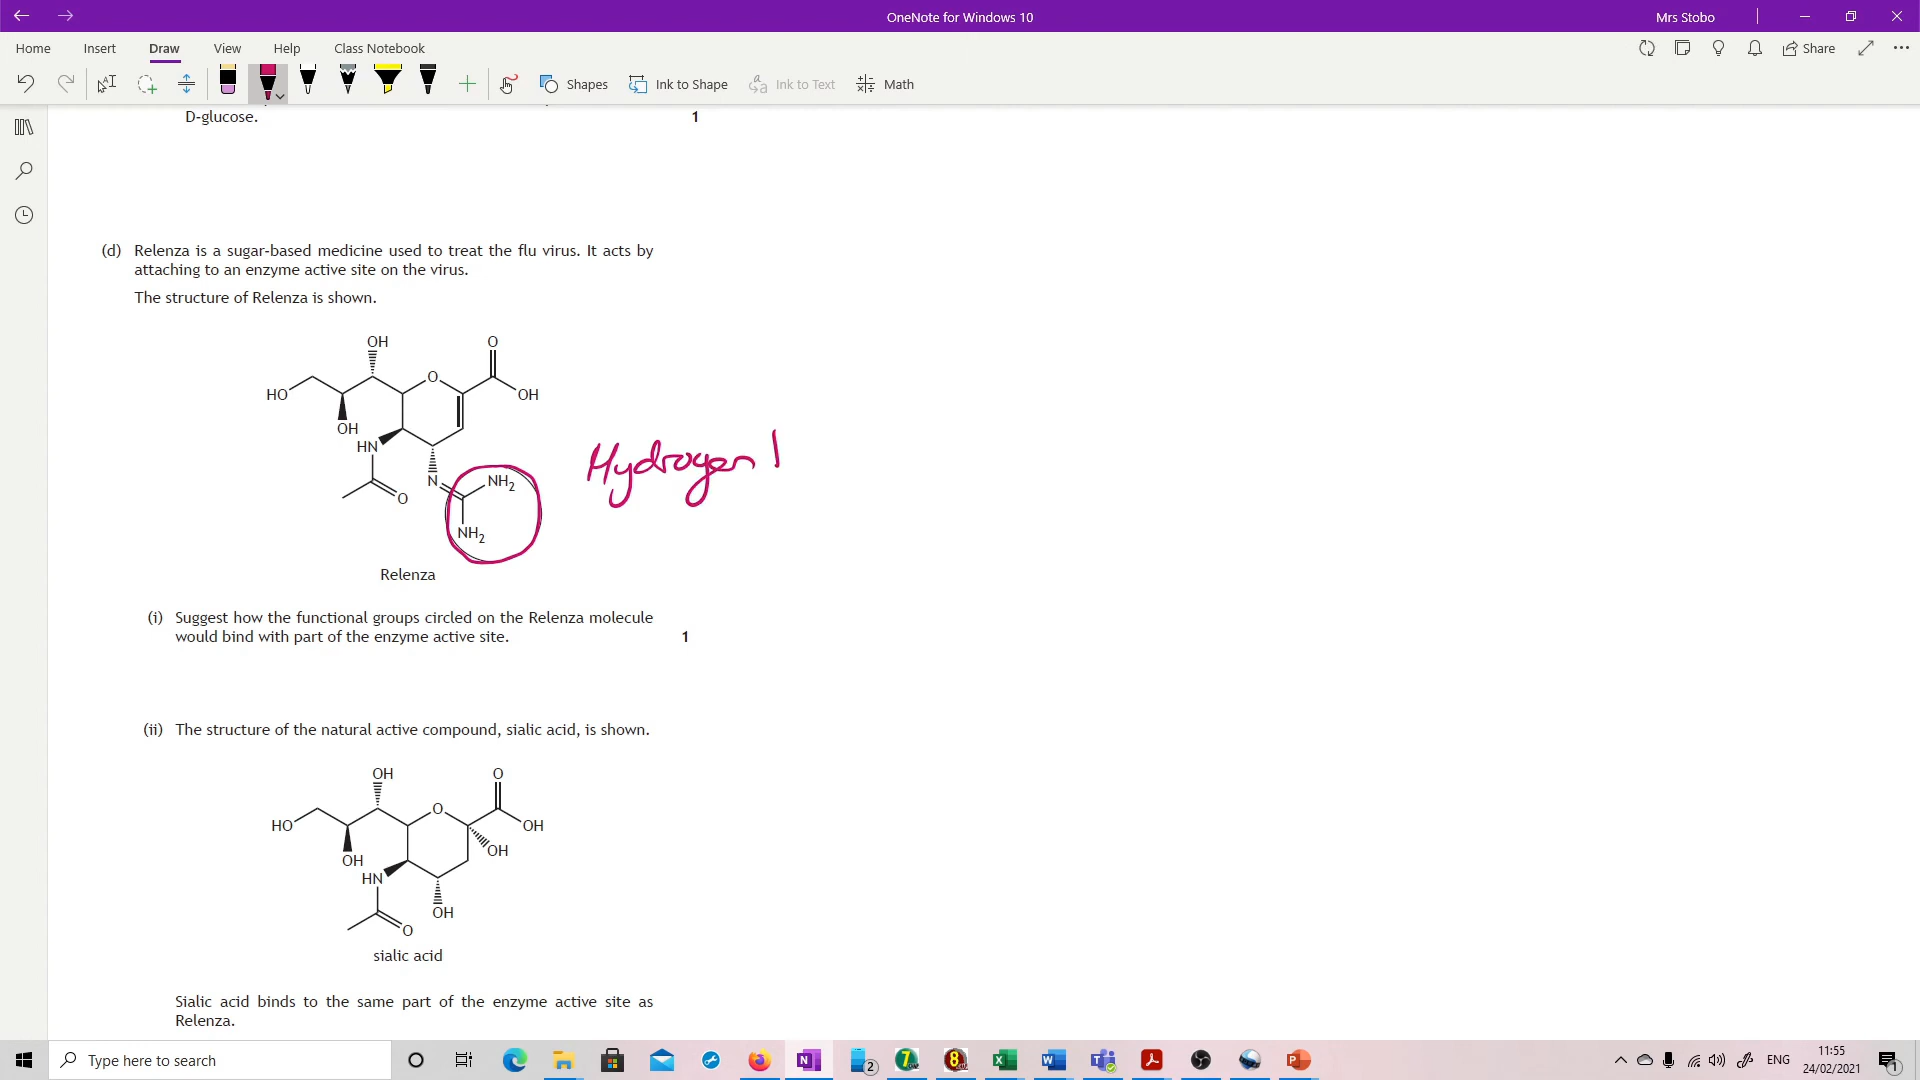 OneNote for Windows 10
Mrs Stobo
Home Insert Draw View Help Class Notebook
Share
Shapes Ink to Shape Ink to Text Math
D-glucose. 1
(d) Relenza is a sugar-based medicine used to treat the flu virus. It acts by
attaching to an enzyme active site on the virus.
The structure of Relenza is shown.
OH O
O
HO OH
OH
HN
N NH2
O
NH2
Hydrogen
Relenza
(i) Suggest how the functional groups circled on the Relenza molecule
would bind with part of the enzyme active site. 1
(ii) The structure of the natural active compound, sialic acid, is shown.
OH O
O
HO OH
OH
OH
HN
OH
O
sialic acid
Sialic acid binds to the same part of the enzyme active site as
Relenza.
Type here to search
2
7
8
ENG
11:55
24/02/2021
1